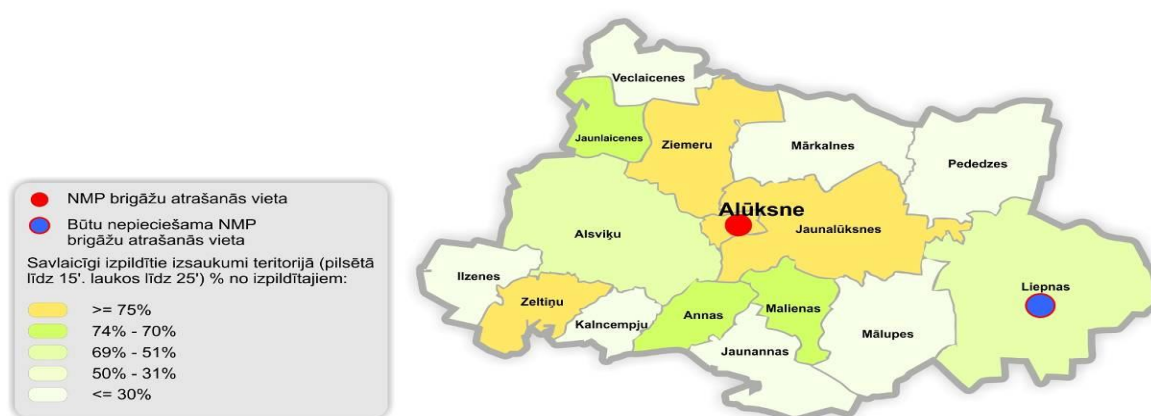 Veclaicenes
Jaunlaicenes
Ziemeru
Mārkalnes
Pededzes
Alūksne
Jaunalūksnes
Alsviķu
Ilzenes
Zeltiņu
Kalncempju
Annas
Malienas
Jaunannas
Mālupes
Liepnas
NMP brigāžu atrašanās vieta
Būtu nepieciešama NMP
brigāžu atrašanās vieta
Savlaicīgi izpildītie izsaukumi teritorijā (pilsētā
līdz 15'. laukos līdz 25') % no izpildītajiem:
>= 75%
74% - 70%
69% - 51%
50% - 31%
<= 30%